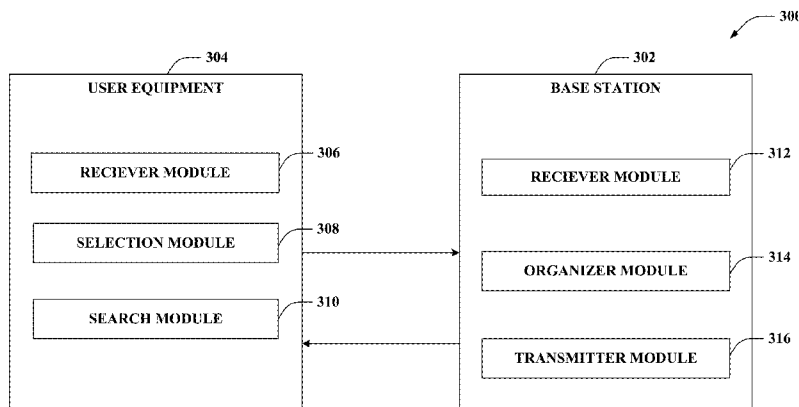 300
304
302
USER EQUIPMENT
BASE STATION
306
RECIEVER MODULE
312
RECIEVER MODULE
308
SELECTION MODULE
314
ORGANIZER MODULE
310
SEARCH MODULE
316
TRANSMITTER MODULE